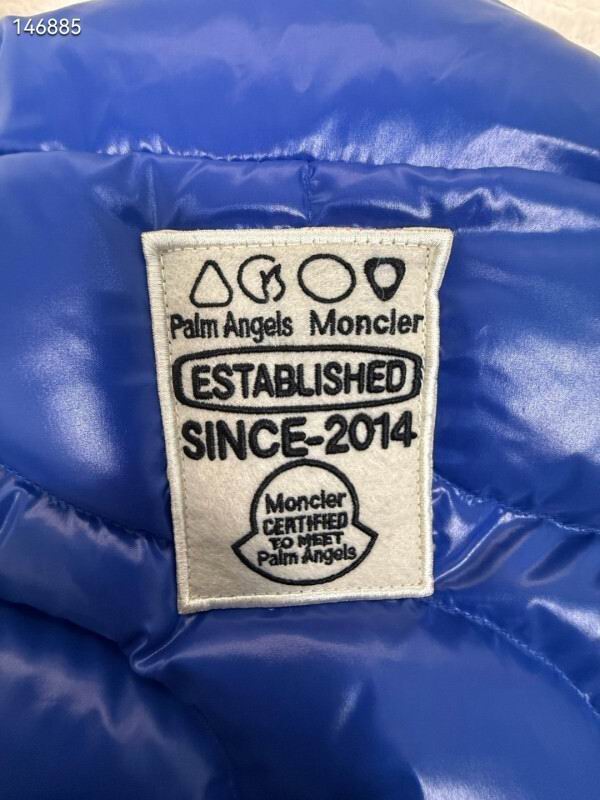 146885
Palm Angels Moncler
ESTABLISHED
SINCE-2014
Moncler
CERTIFIED
TO MEET
Palm Angels